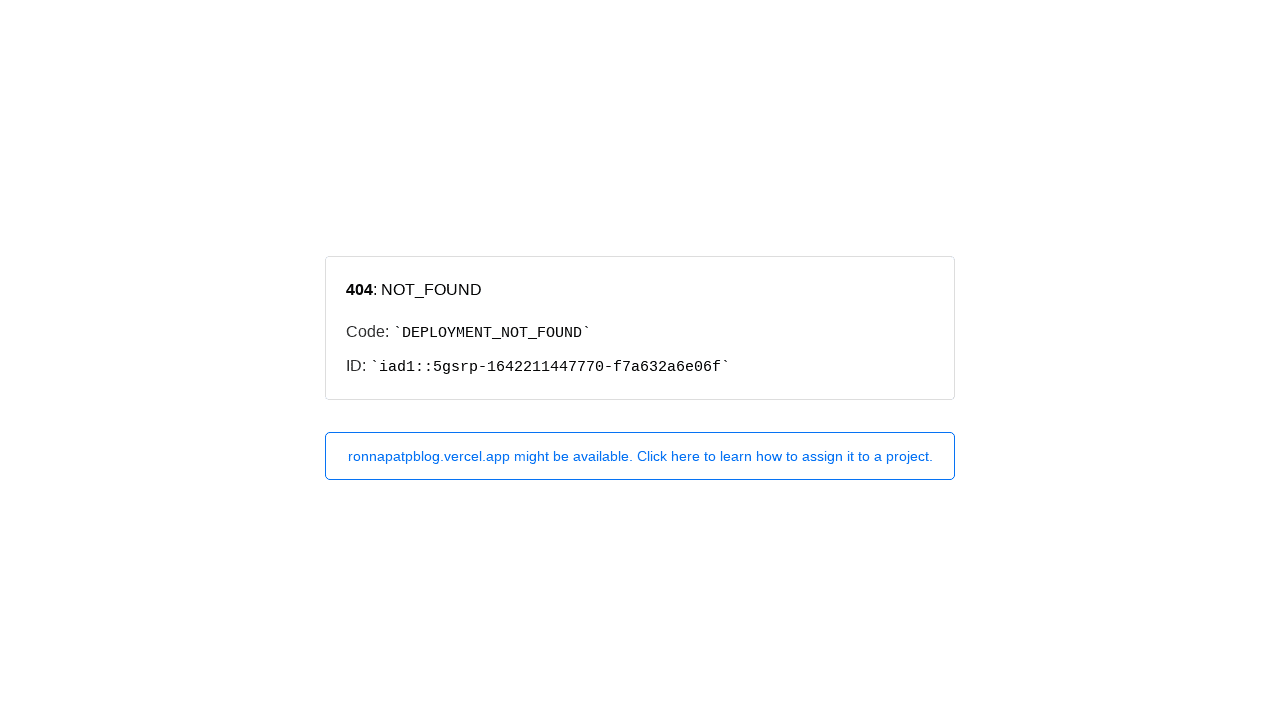 404: NOT_FOUND
Code: `DEPLOYMENT_NOT_FOUND`
ID: `iad1::5gsrp-1642211447770-f7a632a6e06f`
ronnapatpblog.vercel.app might be available. Click here to learn how to assign it to a project.